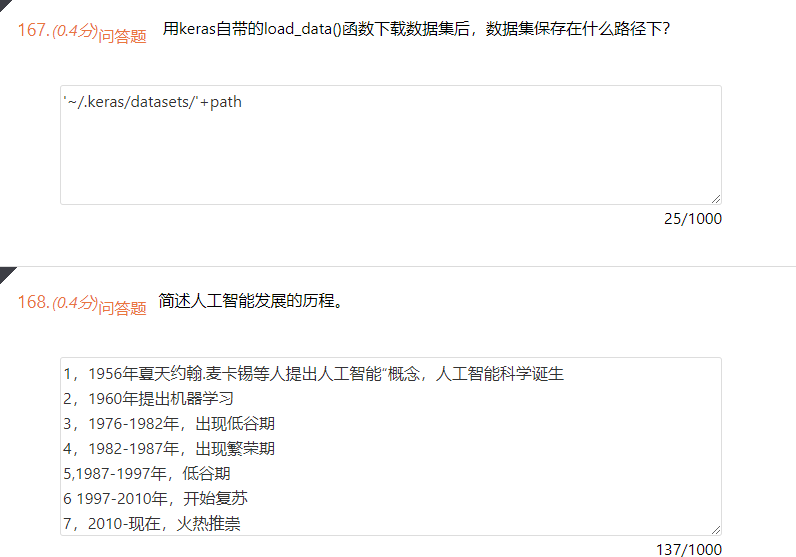 167.(0.4分)问答题 用keras自带的load_data()函数下载数据集后，数据集保存在什么路径下?
'~/.keras/datasets/'+path
25/1000
168.(0.4分)问答题 简述人工智能发展的历程。
1，1956年夏天约翰.麦卡锡等人提出人工智能“概念，人工智能科学诞生
2，1960年提出机器学习
3，1976-1982年，出现低谷期
4，1982-1987年，出现繁荣期
5,1987-1997年，低谷期
6 1997-2010年，开始复苏
7，2010-现在，火热推崇
137/1000